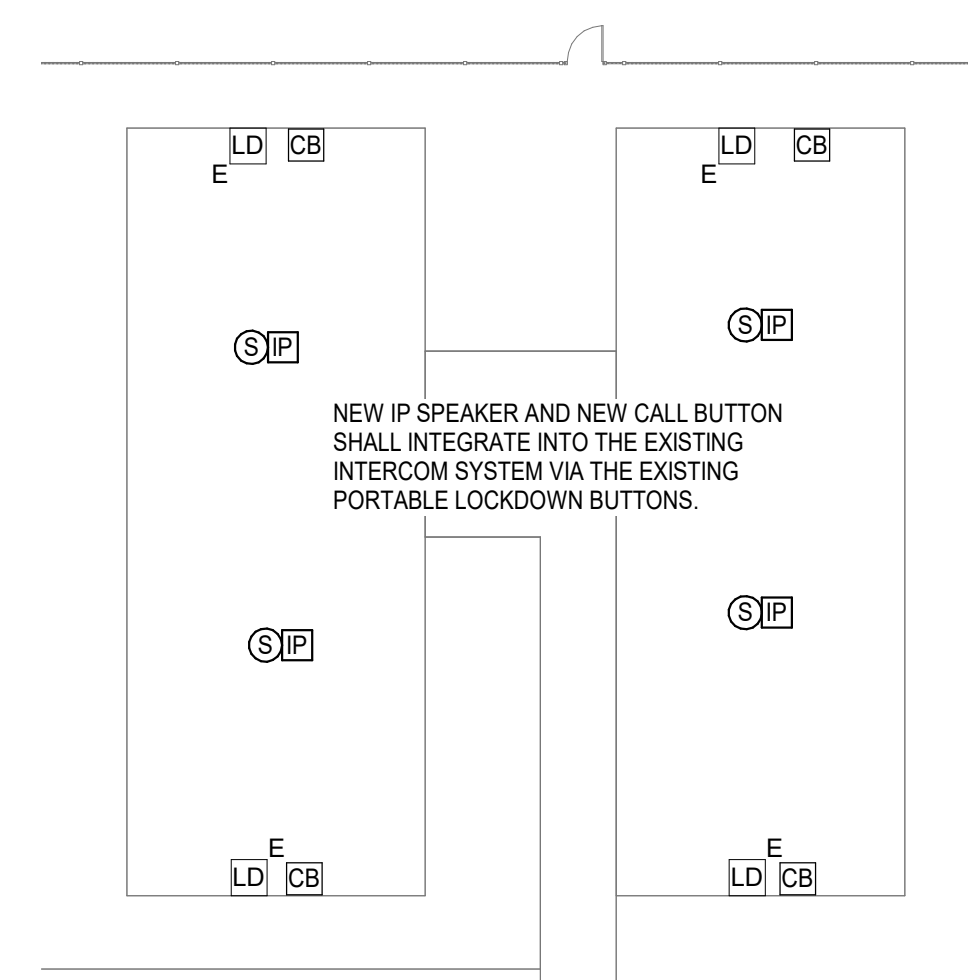 LD CB LD CB
E E
S IP S IP
NEW IP SPEAKER AND NEW CALL BUTTON
SHALL INTEGRATE INTO THE EXISTING
INTERCOM SYSTEM VIA THE EXISTING
PORTABLE LOCKDOWN BUTTONS.
S IP S IP
E E
LD CB LD CB